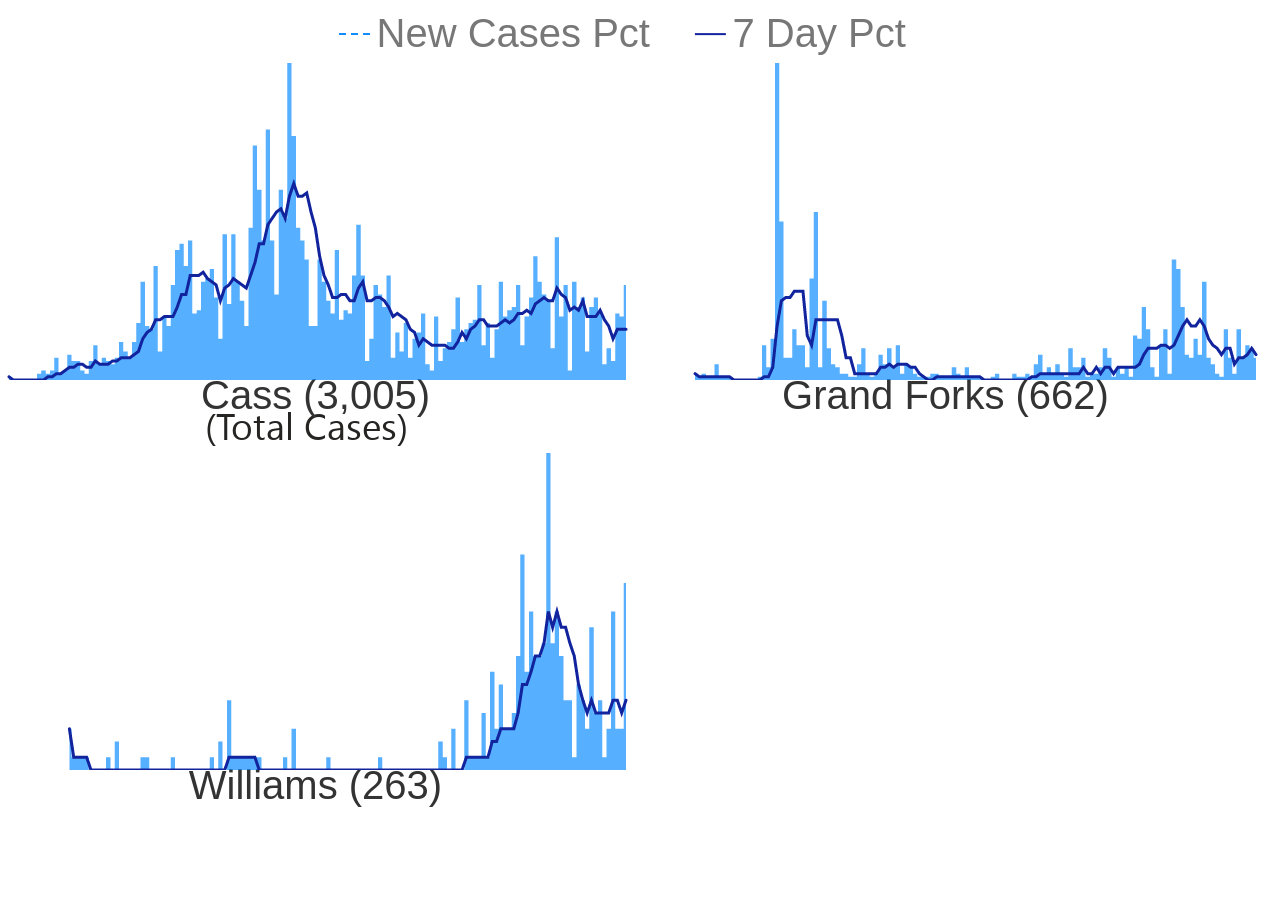 New Cases Pct 7 Day Pct
Cass (3,005)
(Total Cases)
Grand Forks (662)
Williams (263)